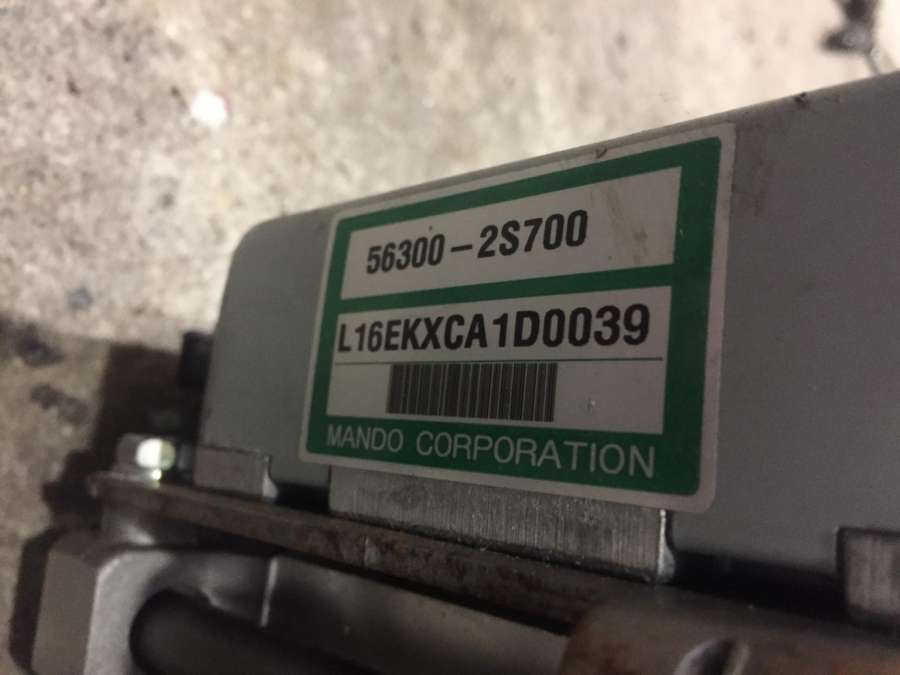 56300-2S700
L16EKXCA1D0039
MANDO CORPORATION